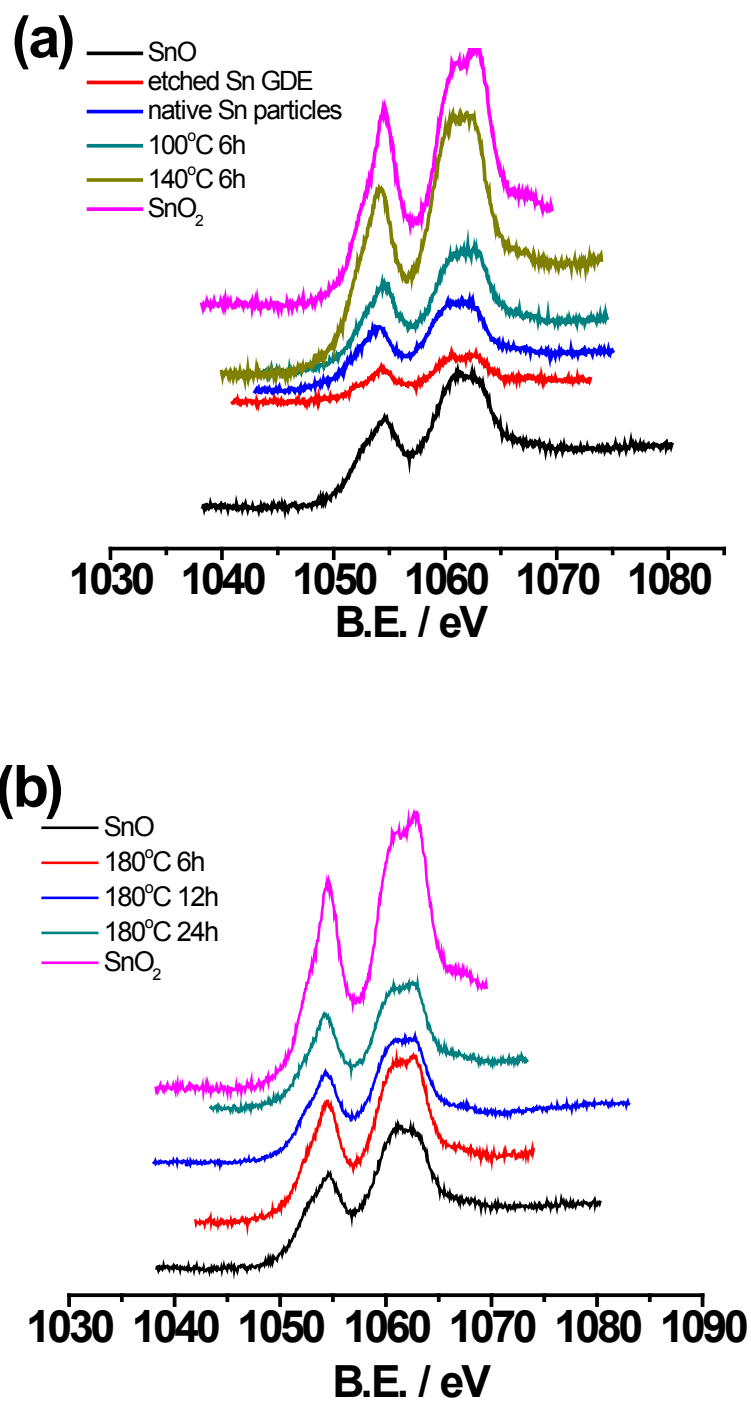 (a)
SnO
etched Sn GDE
native Sn particles
100°C 6h
140°C 6h
SnO₂
1030 1040 1050 1060 1070 1080
B.E. / eV
(b)
SnO
180°C 6h
180°C 12h
180°C 24h
SnO₂
1030 1040 1050 1060 1070 1080 1090
B.E. / eV